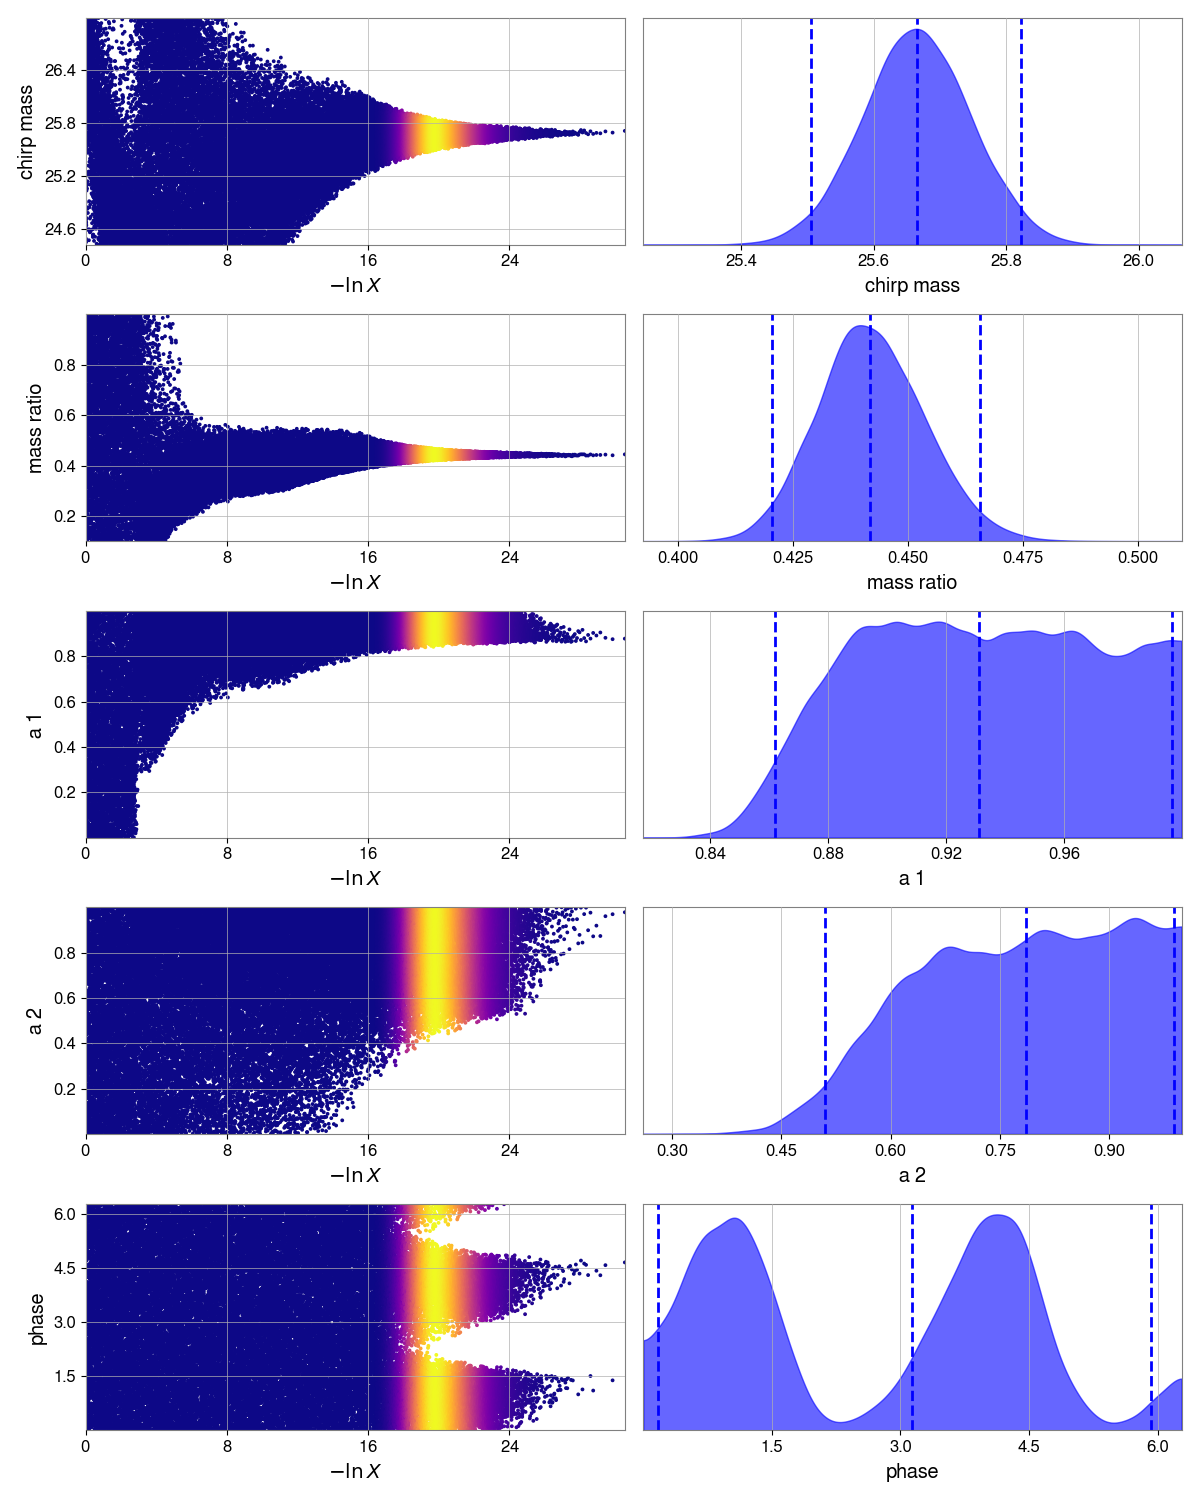 chirp mass
26.4
25.8
25.2
24.6
0 8 16 24
−ln X
25.4 25.6 25.8 26.0
chirp mass
mass ratio
0.8
0.6
0.4
0.2
0 8 16 24
−ln X
0.400 0.425 0.450 0.475 0.500
mass ratio
a 1
0.8
0.6
0.4
0.2
0 8 16 24
−ln X
0.84 0.88 0.92 0.96
a 1
a 2
0.8
0.6
0.4
0.2
0 8 16 24
−ln X
0.30 0.45 0.60 0.75 0.90
a 2
phase
6.0
4.5
3.0
1.5
0 8 16 24
−ln X
1.5 3.0 4.5 6.0
phase